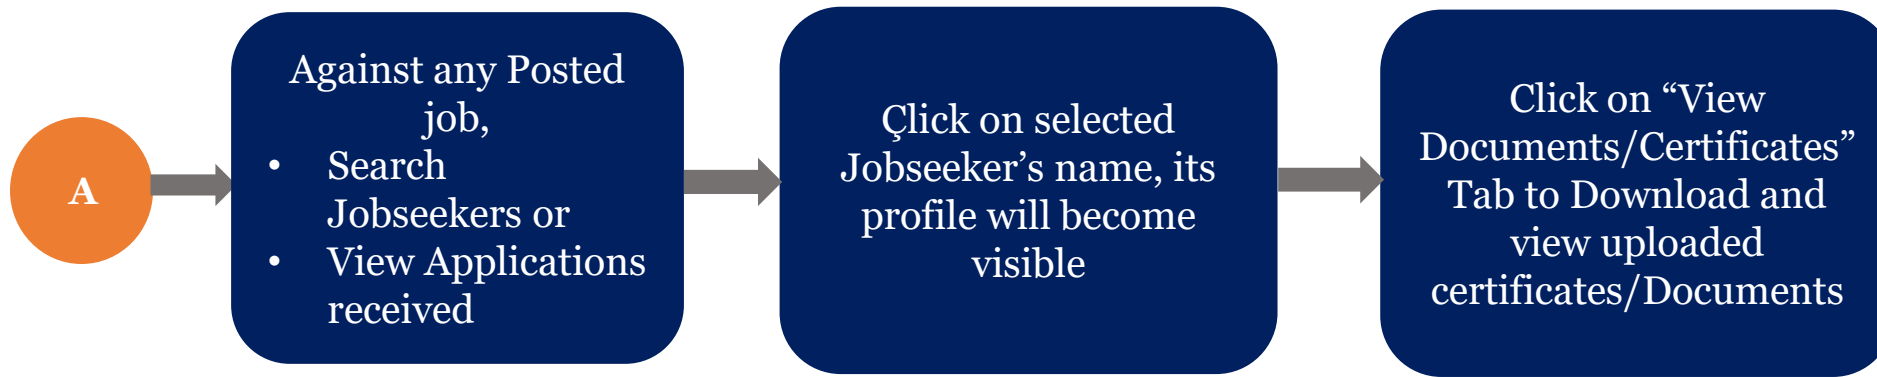 A
Against any Posted
job,
• Search
Jobseekers or
• View Applications
received
Çlick on selected
Jobseeker’s name, its
profile will become
visible
Click on “View
Documents/Certificates”
Tab to Download and
view uploaded
certificates/Documents